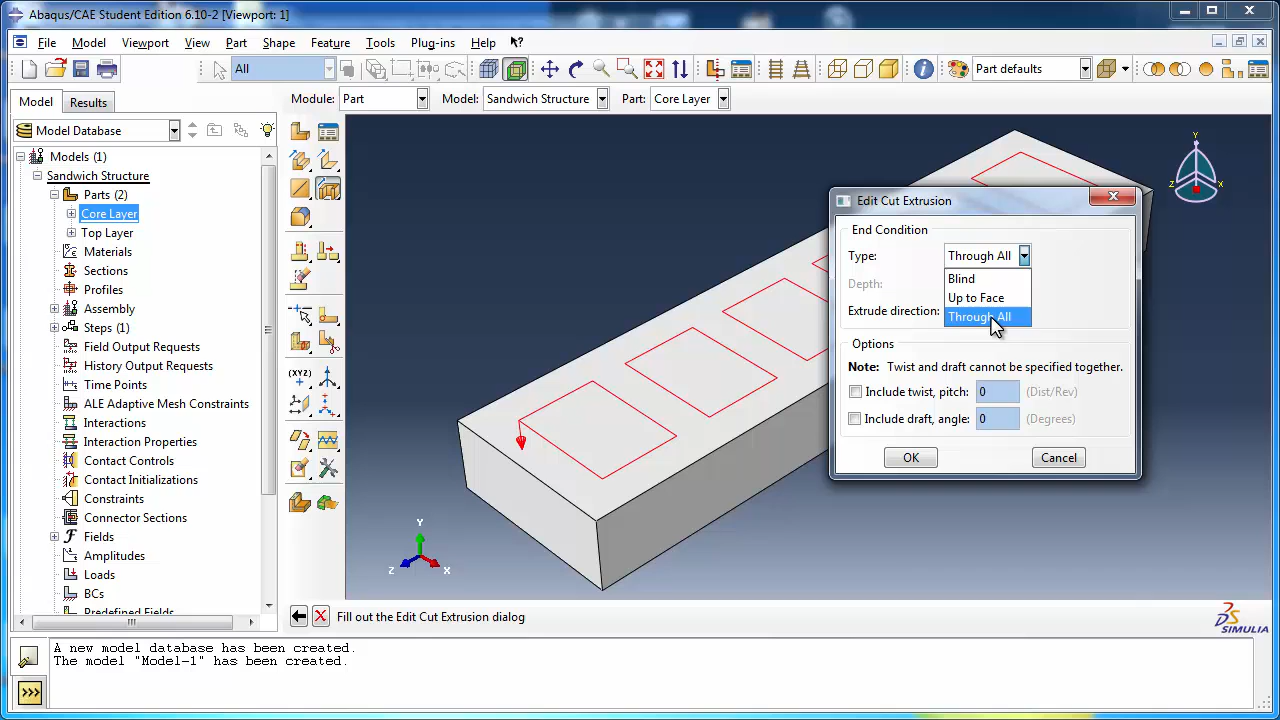 Abaqus/CAE Student Edition 6.10-2 [Viewport: 1]
File Model Viewport View Part Shape Feature Tools Plug-ins Help
All
Part defaults
Model Results
Module: Part Model: Sandwich Structure Part: Core Layer
Model Database
Models (1)
Sandwich Structure
Parts (2)
Core Layer
Top Layer
Materials
Sections
Profiles
Assembly
Steps (1)
Field Output Requests
History Output Requests
Time Points
ALE Adaptive Mesh Constraints
Interactions
Interaction Properties
Contact Controls
Contact Initializations
Constraints
Connector Sections
Fields
Amplitudes
Loads
BCs
Predefined Fields
(XYZ)
Y
Z X
Y
Z X
Edit Cut Extrusion
End Condition
Type: Through All
Blind
Up to Face
Through All
Depth:
Extrude direction:
Options
Note: Twist and draft cannot be specified together.
Include twist, pitch: 0 (Dist/Rev)
Include draft, angle: 0 (Degrees)
OK Cancel
Fill out the Edit Cut Extrusion dialog
SIMULIA
A new model database has been created.
The model "Model-1" has been created.
>>>